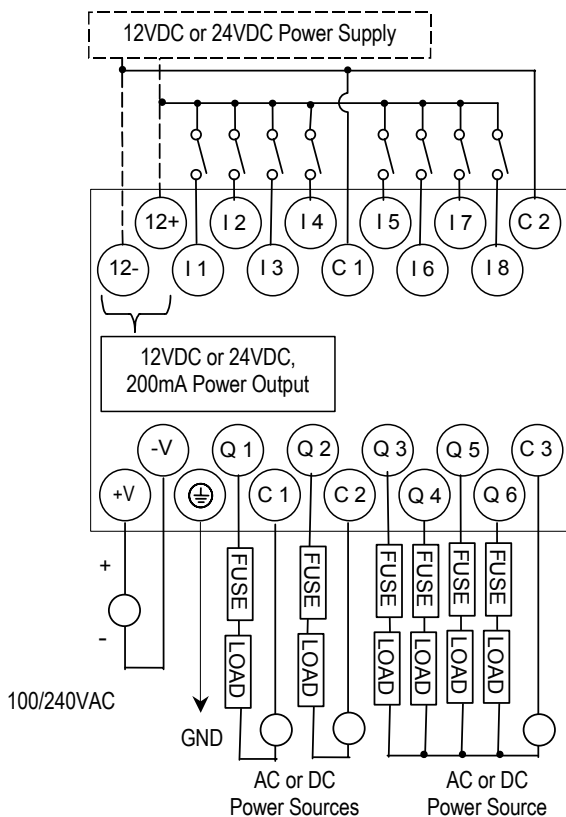 12VDC or 24VDC Power Supply
12+ I 2 I 4 I 5 I 7 C 2
12- I 1 I 3 C 1 I 6 I 8
12VDC or 24VDC,
200mA Power Output
-V Q 1 Q 2 Q 3 Q 5 C 3
+V C 1 C 2 Q 4 Q 6
+
FUSE FUSE FUSE FUSE FUSE FUSE
-
LOAD LOAD LOAD LOAD LOAD LOAD
100/240VAC
GND
AC or DC
Power Sources
AC or DC
Power Source